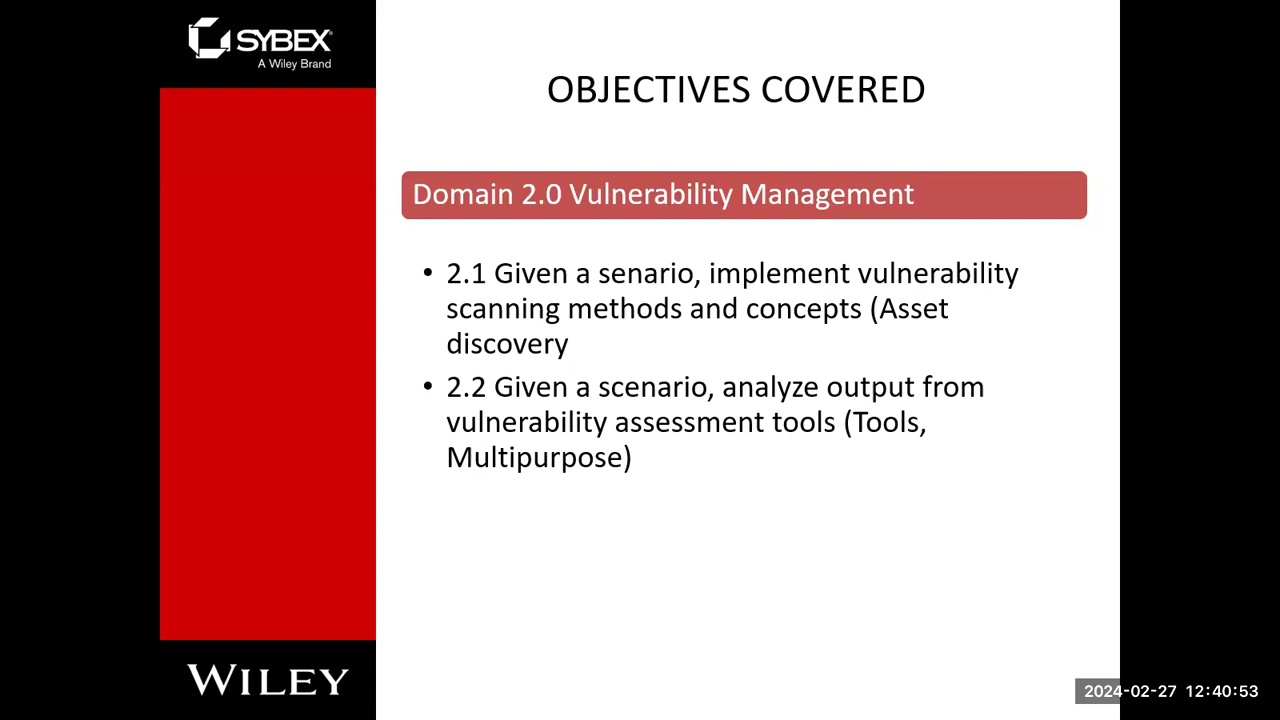 SYBEX
A Wiley Brand
OBJECTIVES COVERED
Domain 2.0 Vulnerability Management
• 2.1 Given a senario, implement vulnerability
scanning methods and concepts (Asset
discovery
• 2.2 Given a scenario, analyze output from
vulnerability assessment tools (Tools,
Multipurpose)
WILEY
2024-02-27 12:40:53